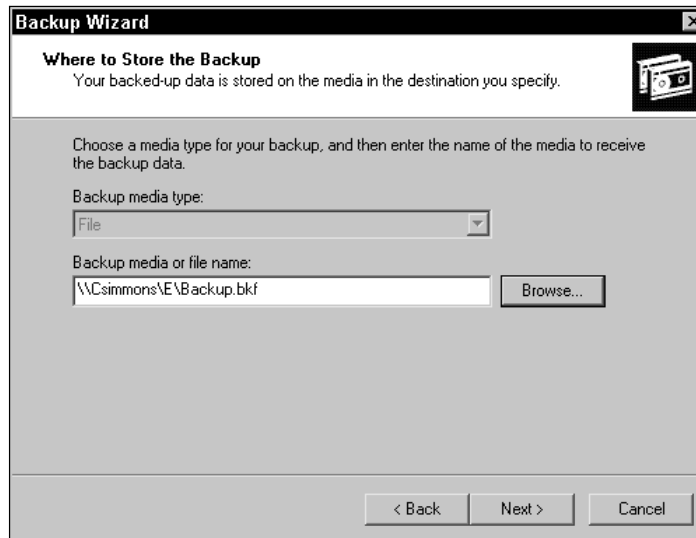 Backup Wizard
Where to Store the Backup
Your backed-up data is stored on the media in the destination you specify.
Choose a media type for your backup, and then enter the name of the media to receive
the backup data.
Backup media type:
File
Backup media or file name:
\\Csimmons\E\Backup.bkf
Browse...
< Back
Next >
Cancel